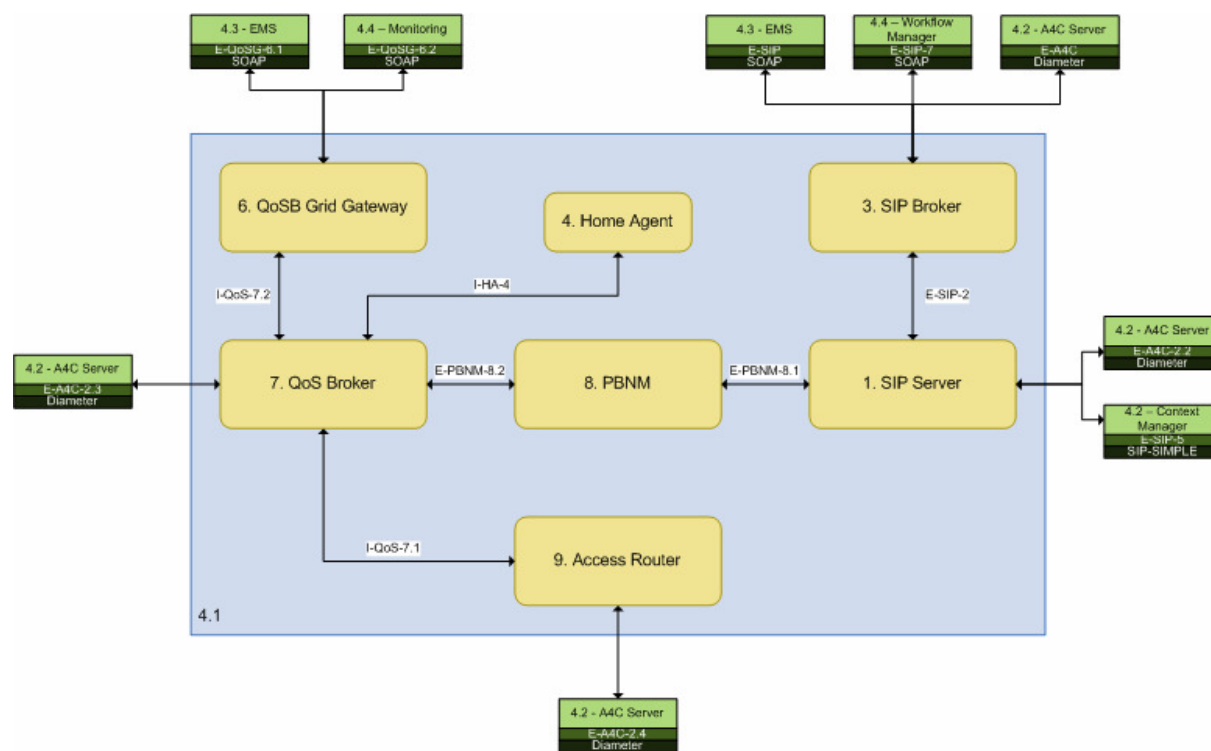 4.3 - EMS
E-QoSG-6.1
SOAP
4.4 – Monitoring
E-QoSG-6.2
SOAP
4.3 - EMS
E-SIP
SOAP
4.4 – Workflow
Manager
E-SIP-7
SOAP
4.2 - A4C Server
E-A4C
Diameter
6. QoSB Grid Gateway
4. Home Agent
3. SIP Broker
I-QoS-7.2
I-HA-4
E-SIP-2
4.2 - A4C Server
E-A4C-2.3
Diameter
7. QoS Broker
E-PBNM-8.2
8. PBNM
E-PBNM-8.1
1. SIP Server
4.2 - A4C Server
E-A4C-2.2
Diameter
4.2 – Context
Manager
E-SIP-5
SIP-SIMPLE
I-QoS-7.1
9. Access Router
4.1
4.2 - A4C Server
E-A4C-2.4
Diameter